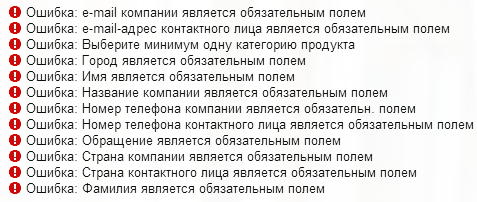 Ошибка: e-mail компании является обязательным полем
Ошибка: e-mail-адрес контактного лица является обязательным полем
Ошибка: Выберите минимум одну категорию продукта
Ошибка: Город является обязательным полем
Ошибка: Имя является обязательным полем
Ошибка: Название компании является обязательным полем
Ошибка: Номер телефона компании является обязательн. полем
Ошибка: Номер телефона контактного лица является обязательным полем
Ошибка: Обращение является обязательным полем
Ошибка: Страна компании является обязательным полем
Ошибка: Страна контактного лица является обязательным полем
Ошибка: Фамилия является обязательным полем